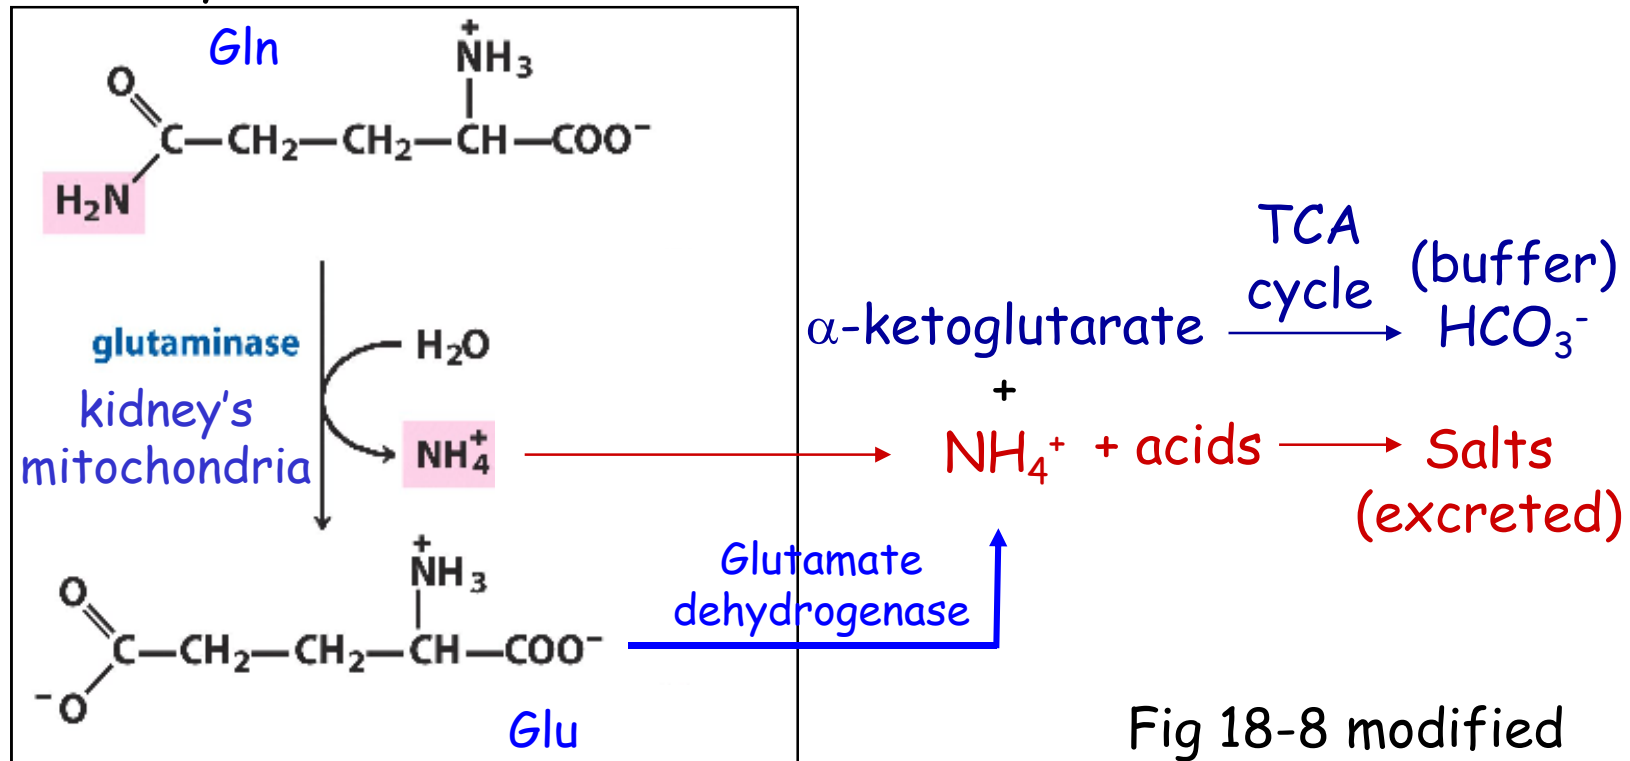 Gln
NH₃⁺
O
C—CH₂—CH₂—CH—COO⁻
H₂N
glutaminase
H₂O
kidney's
mitochondria
NH₄⁺
NH₃⁺
O
C—CH₂—CH₂—CH—COO⁻
⁻O
Glu
Glutamate
dehydrogenase
TCA
cycle
(buffer)
α-ketoglutarate
HCO₃⁻
+
NH₄⁺ + acids
Salts
(excreted)
Fig 18-8 modified